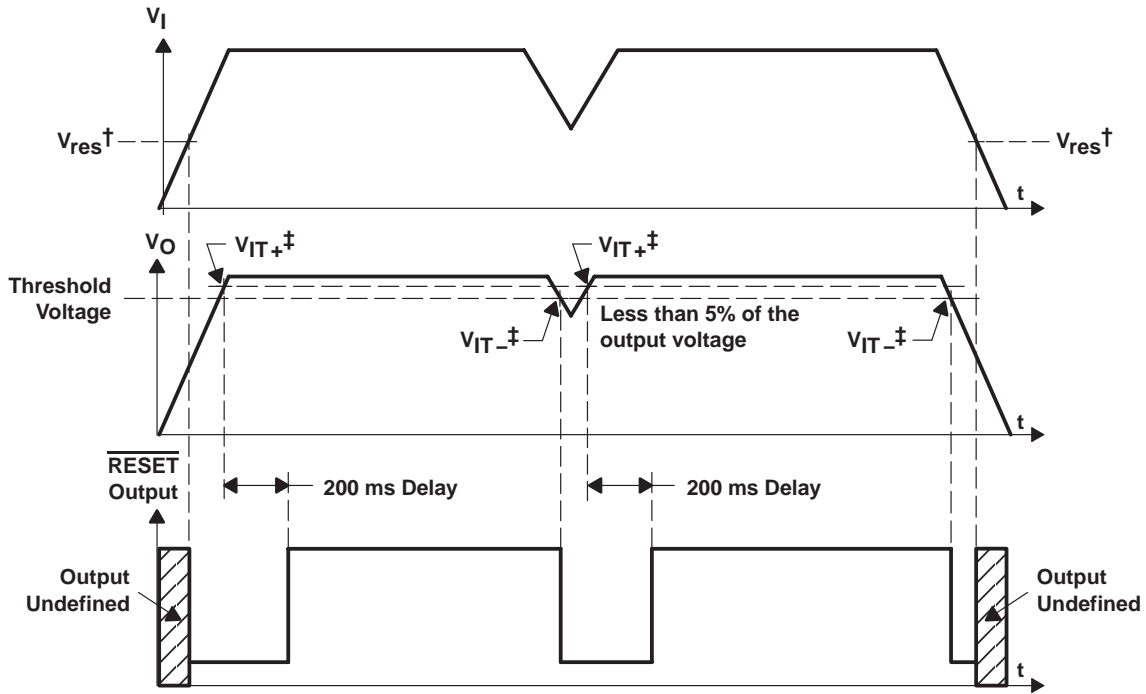 VI
Vres†
Vres†
t
VO
VIT+‡
VIT+‡
Threshold
Voltage
Less than 5% of the
output voltage
VIT–‡
VIT–‡
t
RESET
Output
200 ms Delay
200 ms Delay
Output
Undefined
Output
Undefined
t